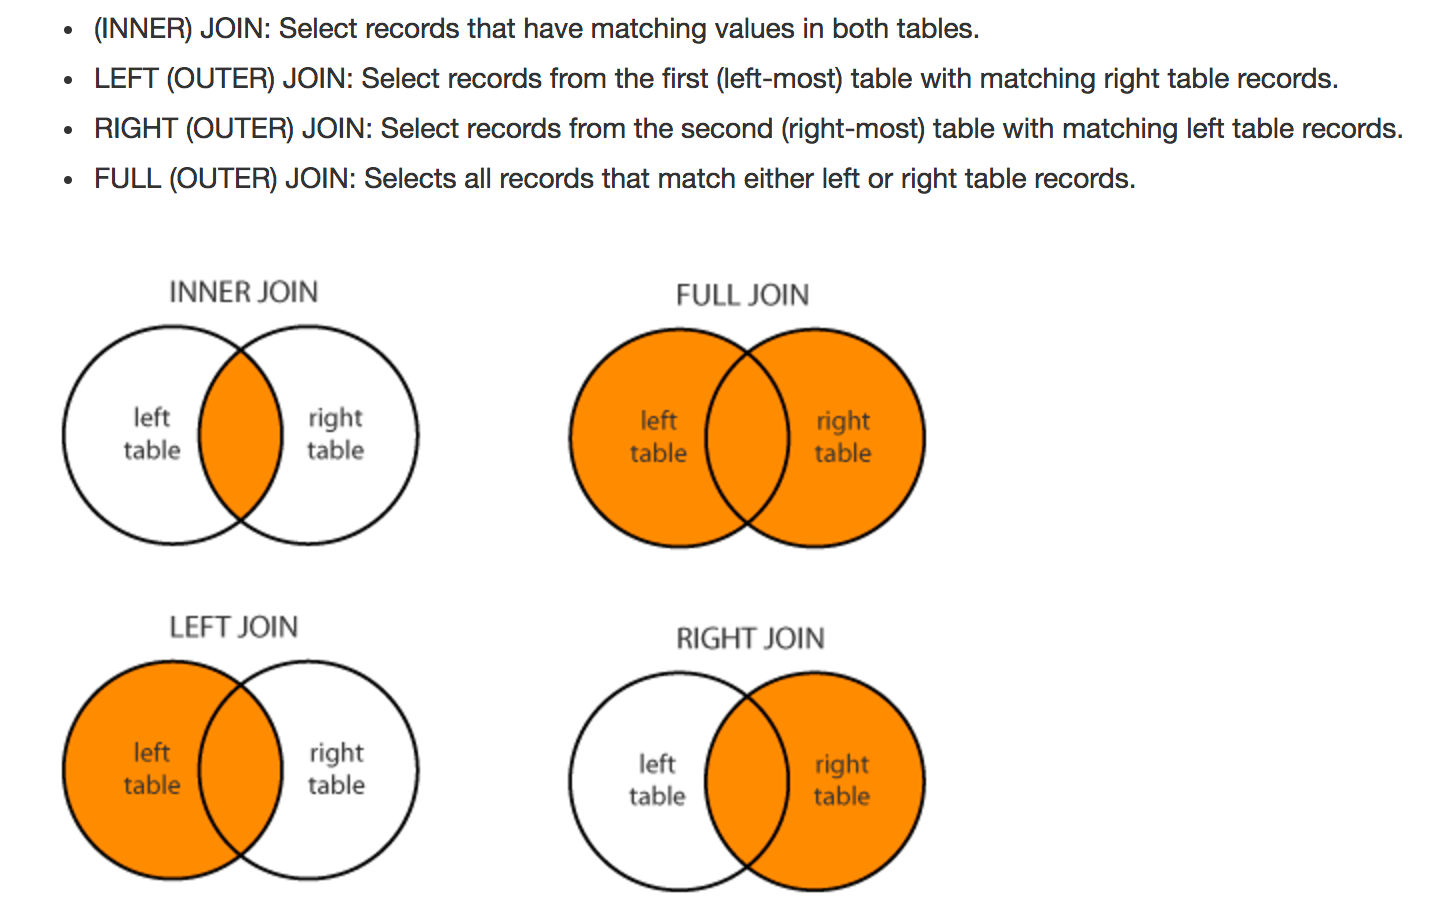 (INNER) JOIN: Select records that have matching values in both tables.
LEFT (OUTER) JOIN: Select records from the first (left-most) table with matching right table records.
RIGHT (OUTER) JOIN: Select records from the second (right-most) table with matching left table records.
FULL (OUTER) JOIN: Selects all records that match either left or right table records.
INNER JOIN
left
table
right
table
FULL JOIN
left
table
right
table
LEFT JOIN
left
table
right
table
RIGHT JOIN
left
table
right
table